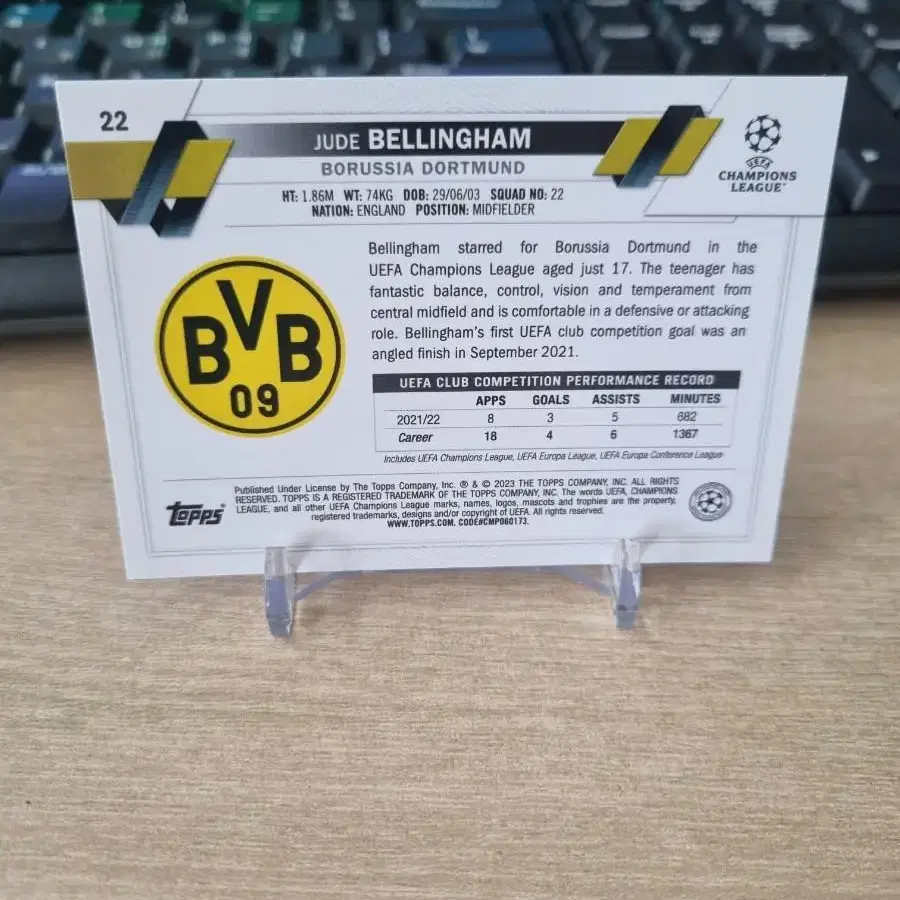 22
JUDE BELLINGHAM
BORUSSIA DORTMUND
UEFA
CHAMPIONS
LEAGUE
HT: 1.86M WT: 74KG DOB: 29/06/03 SQUAD NO: 22
NATION: ENGLAND POSITION: MIDFIELDER
BVB
09
Bellingham starred for Borussia Dortmund in the
UEFA Champions League aged just 17. The teenager has
fantastic balance, control, vision and temperament from
central midfield and is comfortable in a defensive or attacking
role. Bellingham's first UEFA club competition goal was an
angled finish in September 2021.
UEFA CLUB COMPETITION PERFORMANCE RECORD
APPS GOALS ASSISTS MINUTES
2021/22 8 3 5 682
Career 18 4 6 1367
Includes UEFA Champions League, UEFA Europa League, UEFA Europa Conference League
topps
Published Under License by The Topps Company, Inc. ® & © 2023 THE TOPPS COMPANY, INC. ALL RIGHTS
RESERVED. TOPPS IS A REGISTERED TRADEMARK OF THE TOPPS COMPANY, INC. The words UEFA, CHAMPIONS
LEAGUE, and all other UEFA Champions League marks, names, logos, mascots and trophies are the property,
registered trademarks, designs and/or copyright of UEFA. All rights reserved.
WWW.TOPPS.COM. CODE#CMP060173.